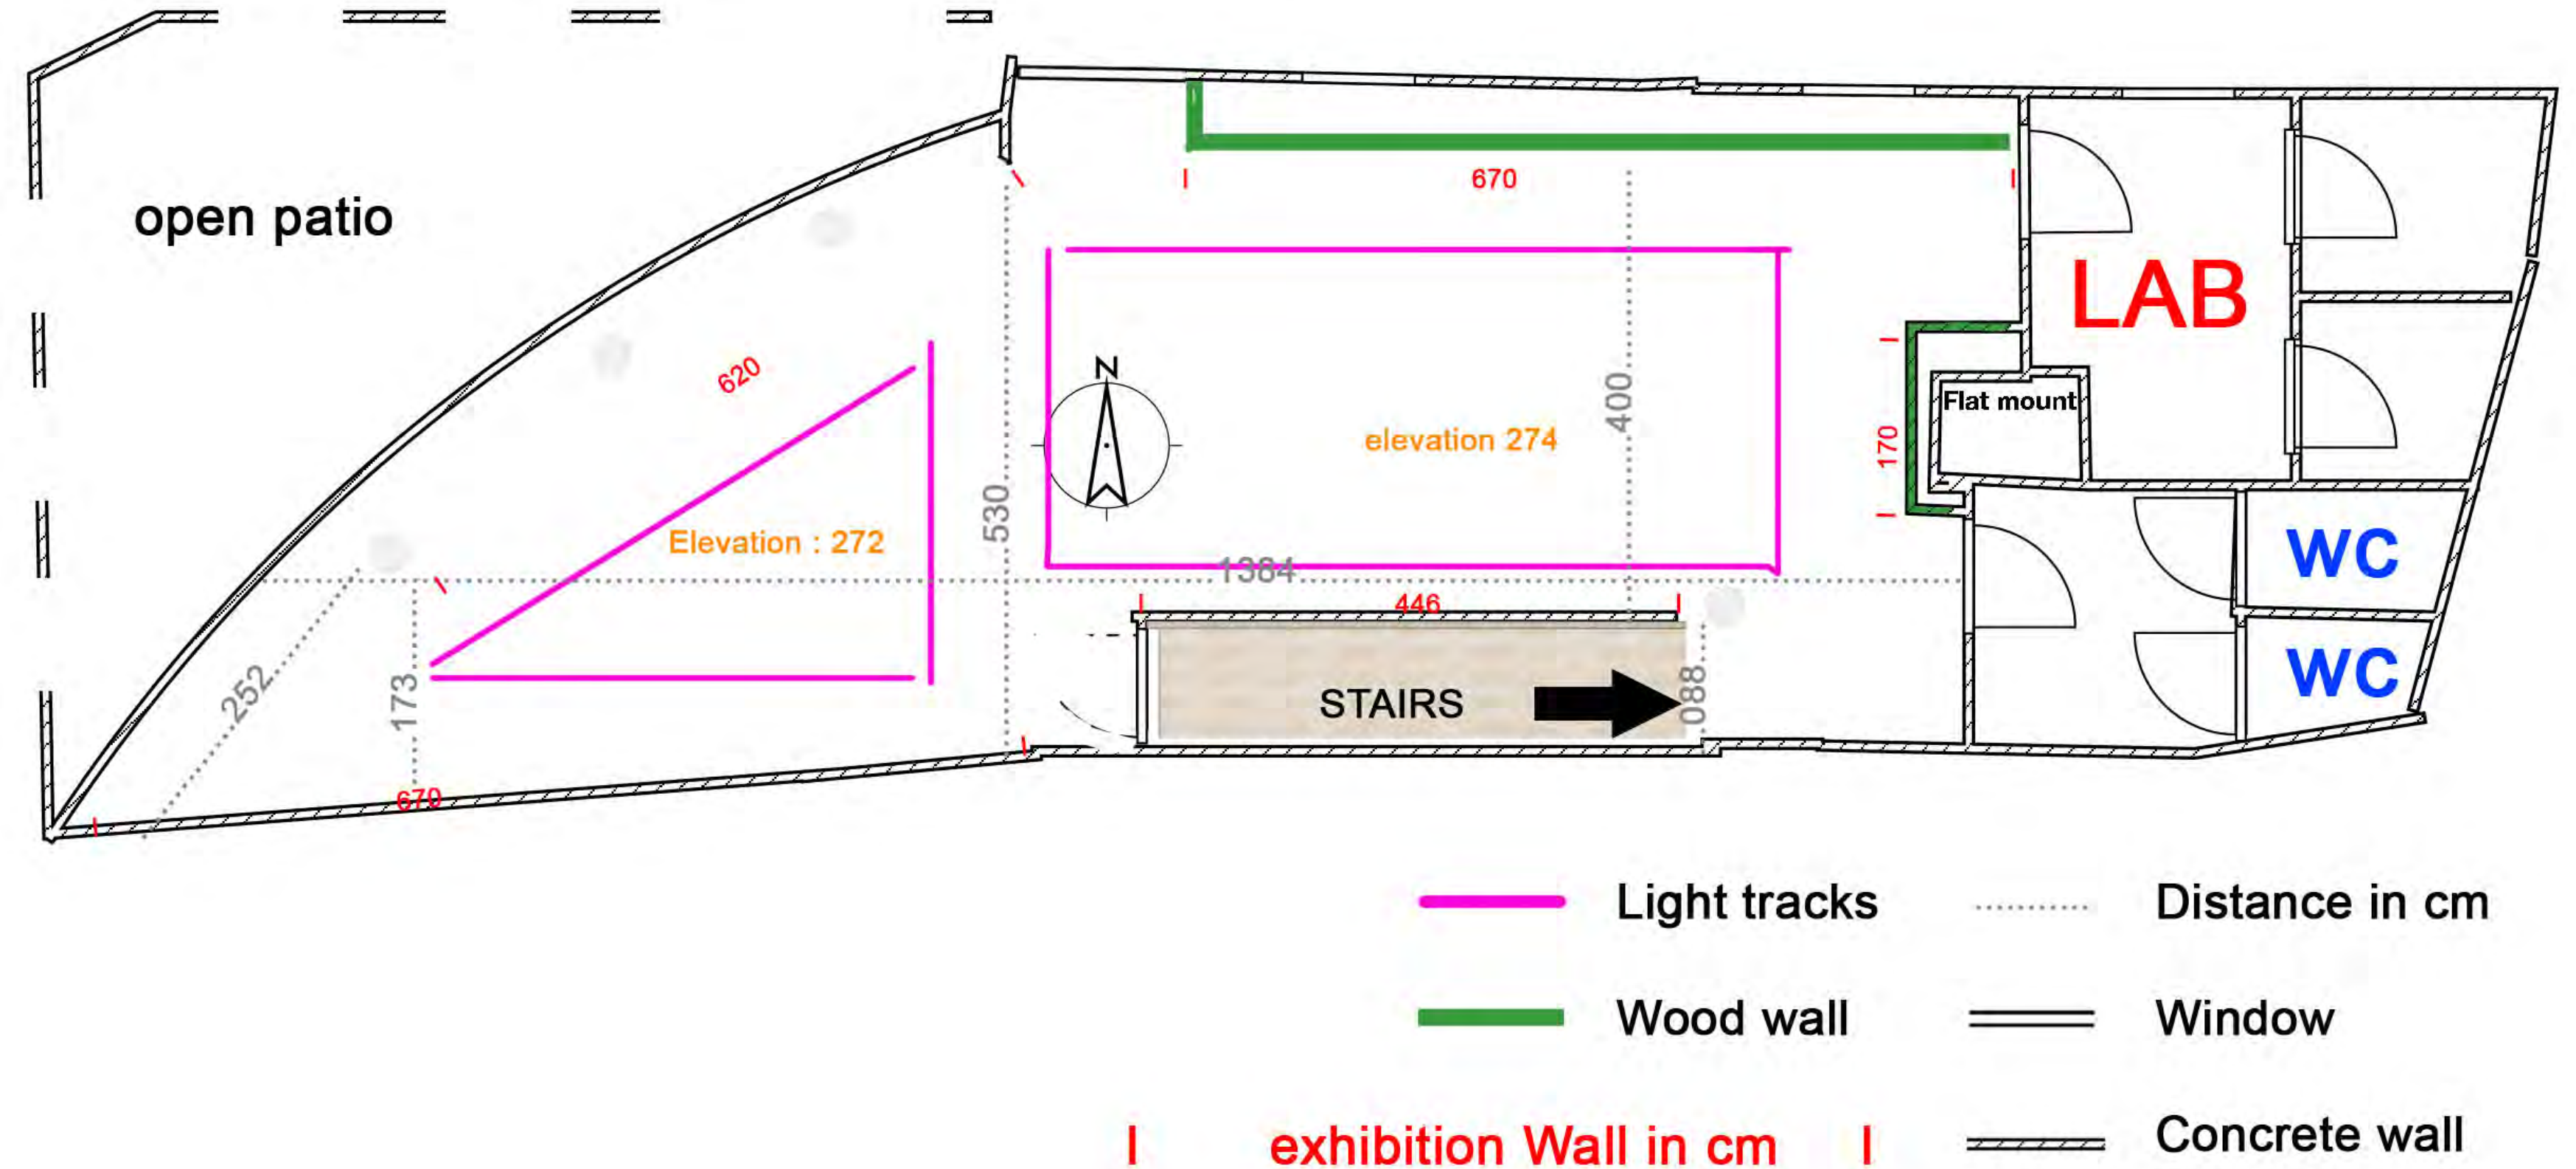 open patio
670
LAB
N
620
400
Flat mount
elevation 274
170
530
Elevation : 272
1384
446
WC
252
173
STAIRS
088
WC
670
Light tracks
Distance in cm
Wood wall
Window
I exhibition Wall in cm I
Concrete wall